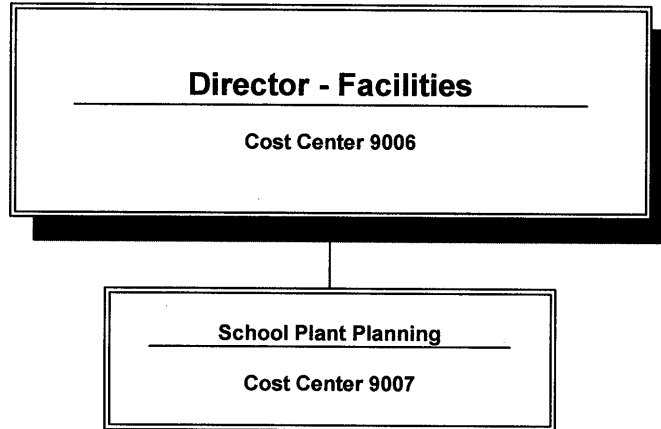 Director - Facilities
Cost Center 9006
School Plant Planning
Cost Center 9007